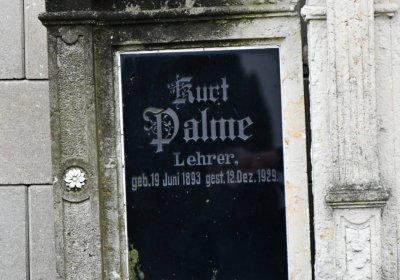 Kurt
Palme
Lehrer,
geb. 19 Juni 1893 gest. 12. Dez. 1929.